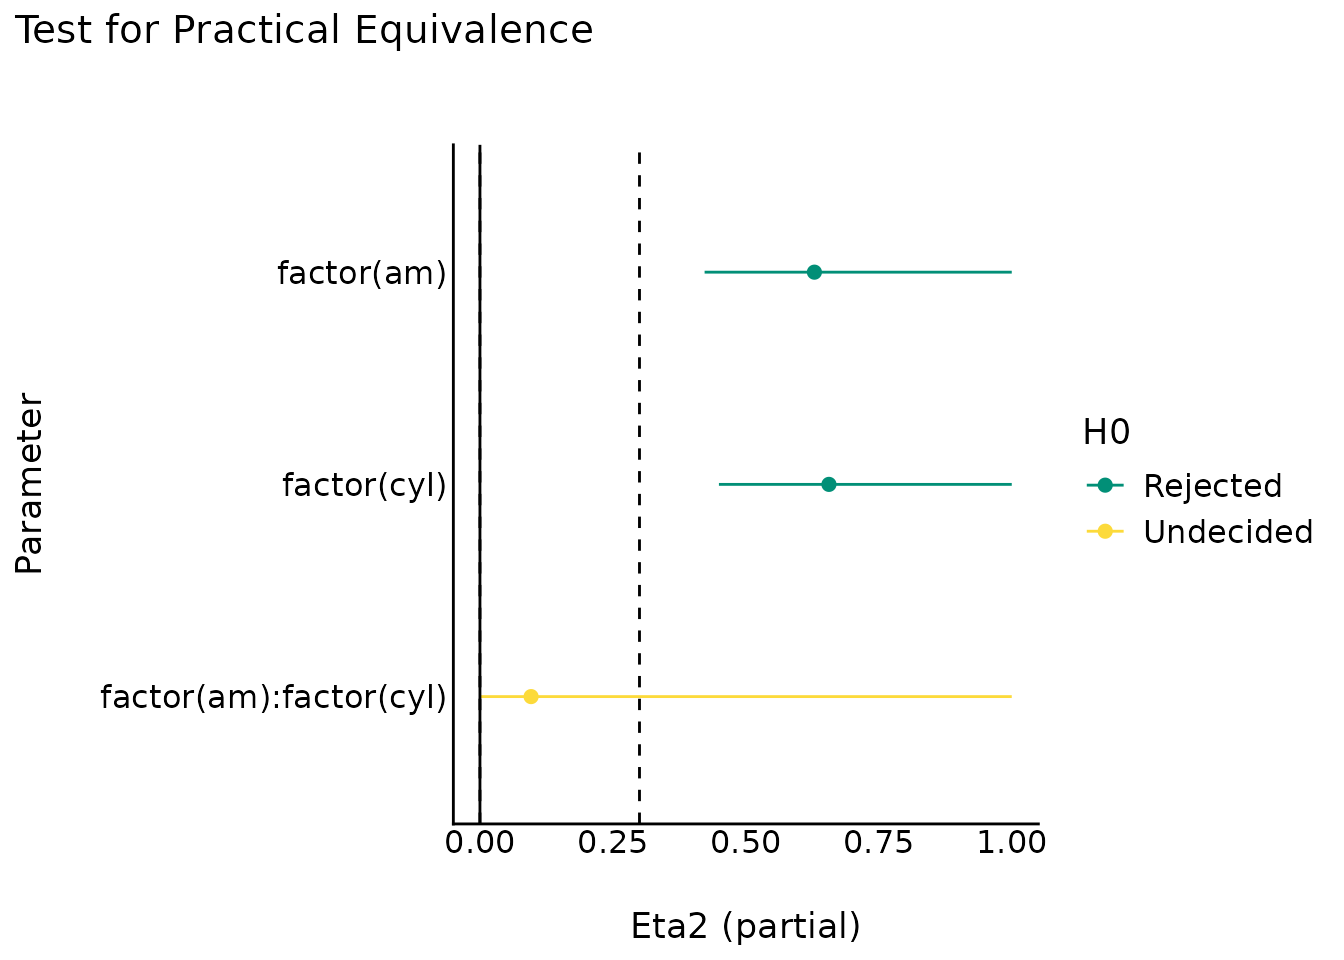 Test for Practical Equivalence
factor(am)
factor(cyl)
factor(am):factor(cyl)
Parameter
0.00 0.25 0.50 0.75 1.00
Eta2 (partial)
H0
Rejected
Undecided